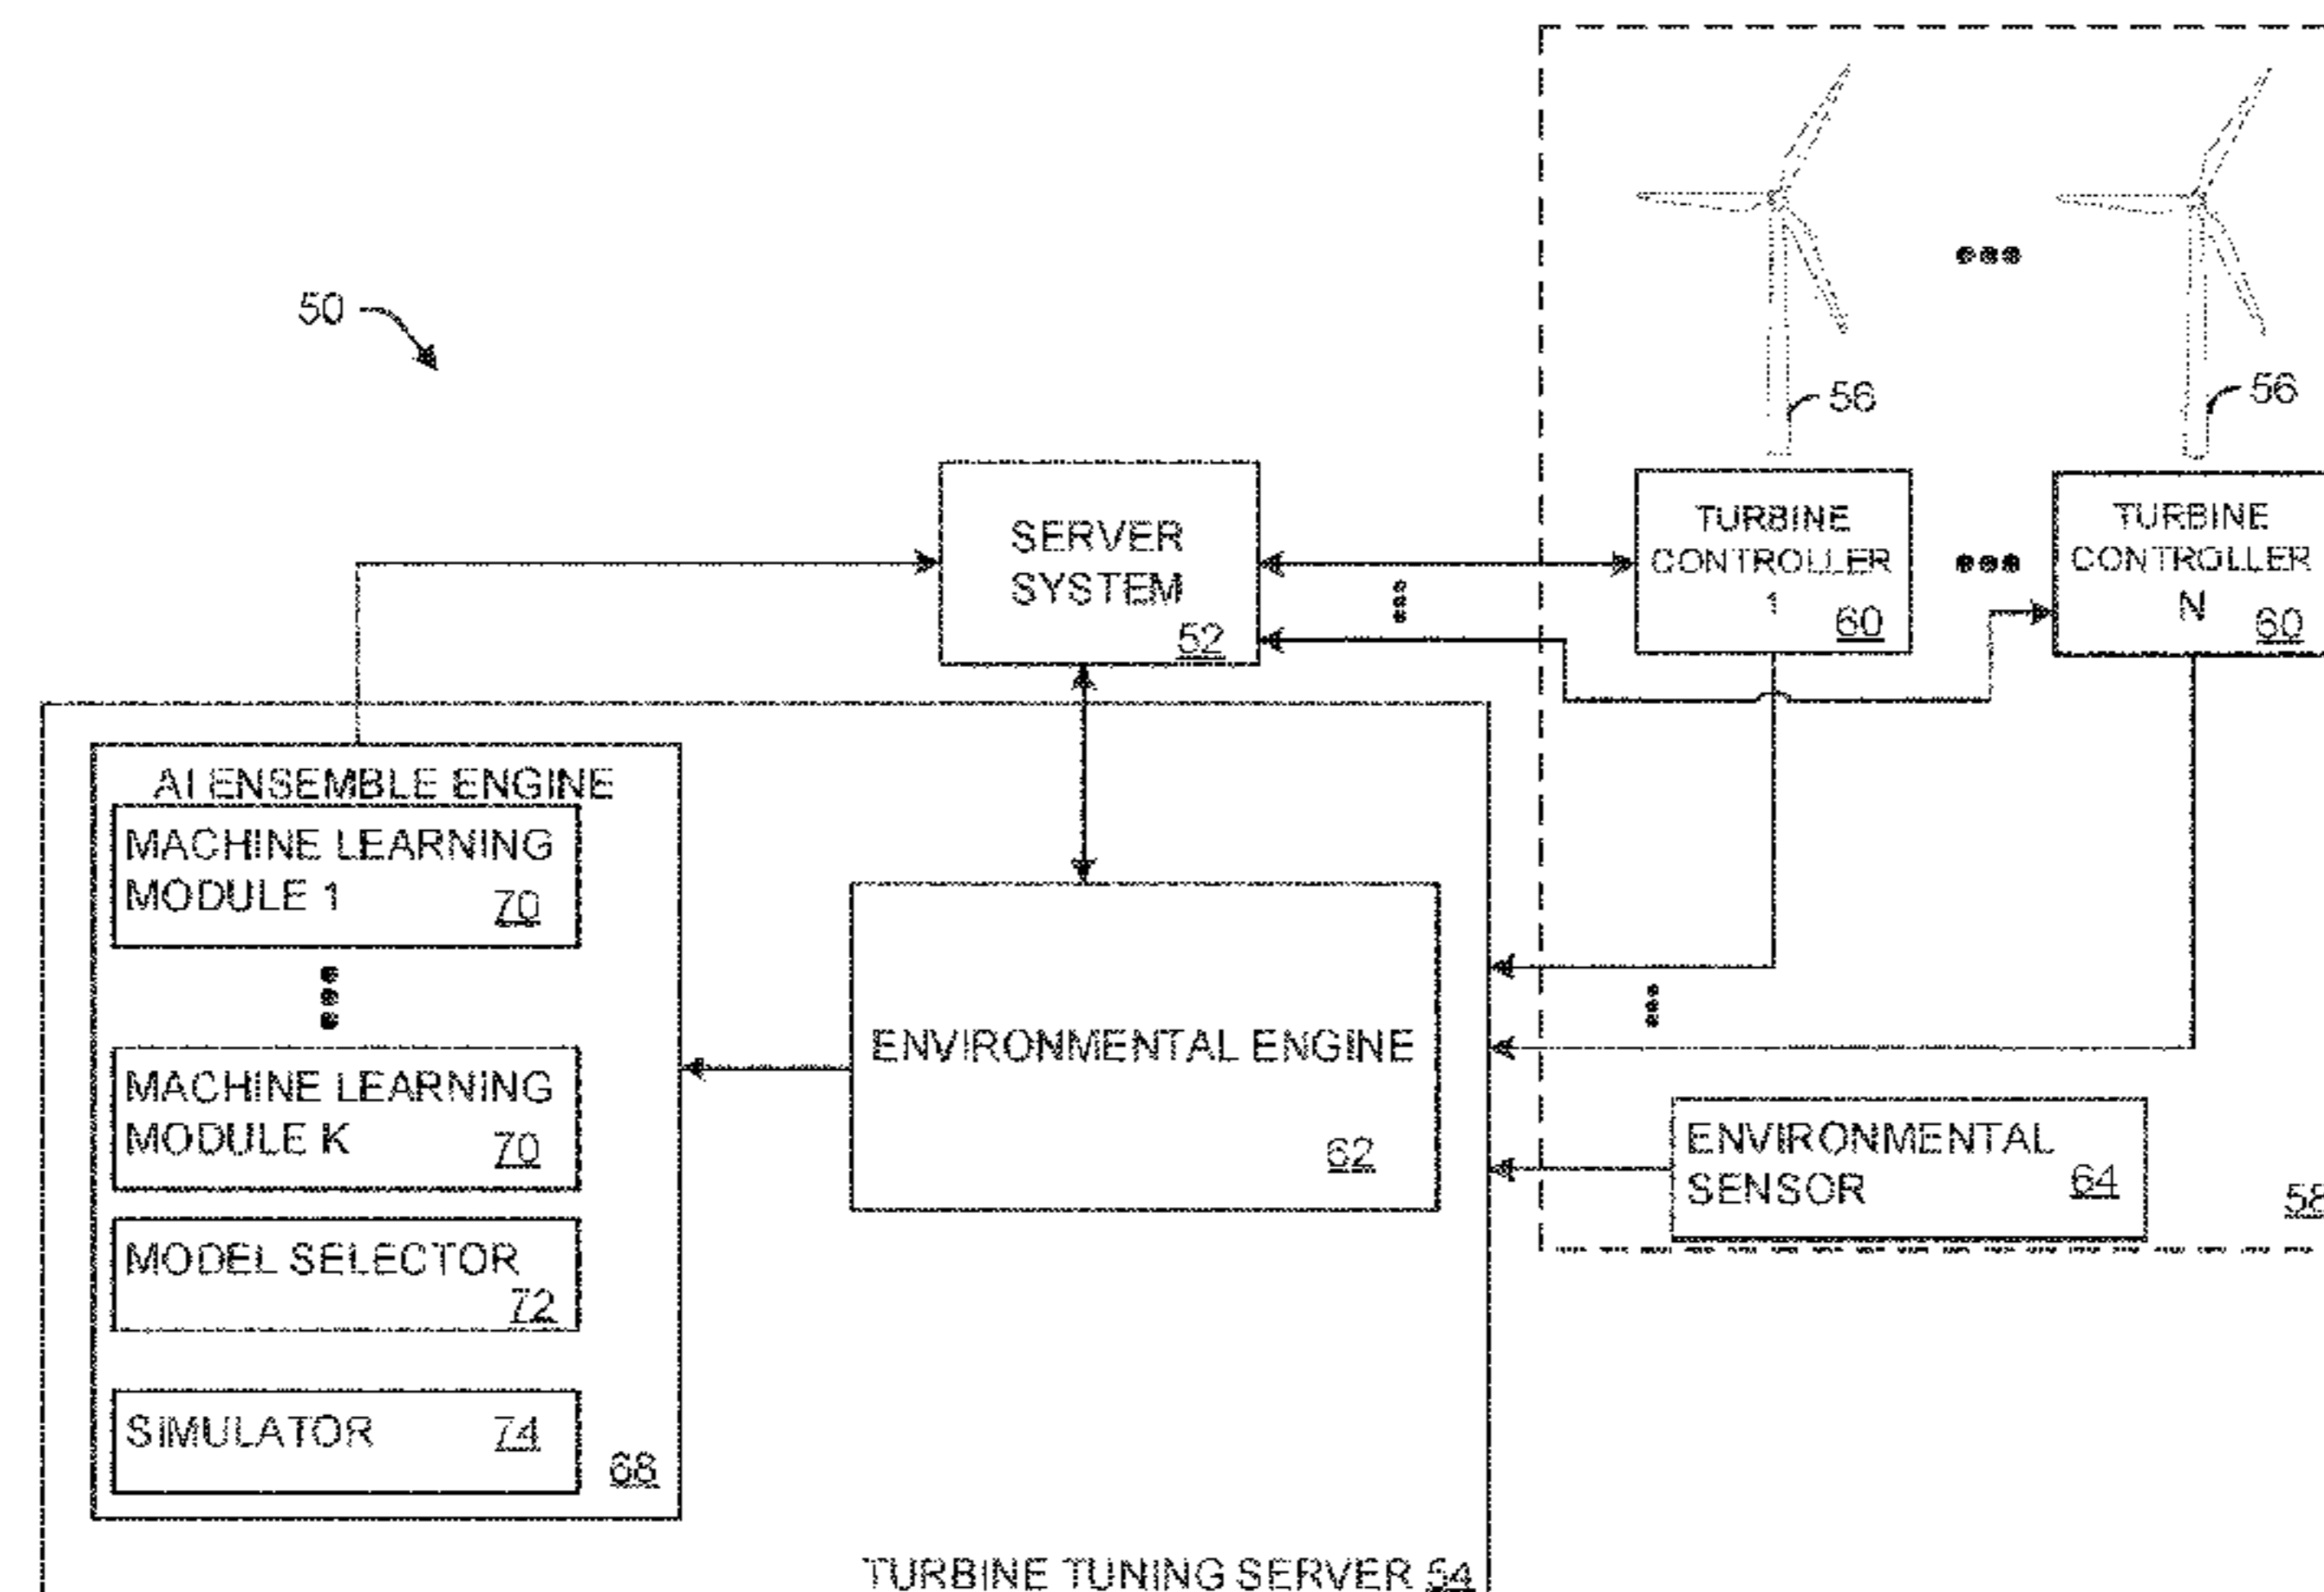 50
56
56
SERVER
SYSTEM
52
TURBINE
CONTROLLER
1
60
TURBINE
CONTROLLER
N
60
AI ENSEMBLE ENGINE
MACHINE LEARNING
MODULE 1 70
MACHINE LEARNING
MODULE K 70
MODEL SELECTOR
72
SIMULATOR 74
68
ENVIRONMENTAL ENGINE
62
ENVIRONMENTAL
SENSOR 64
58
TURBINE TUNING SERVER 54